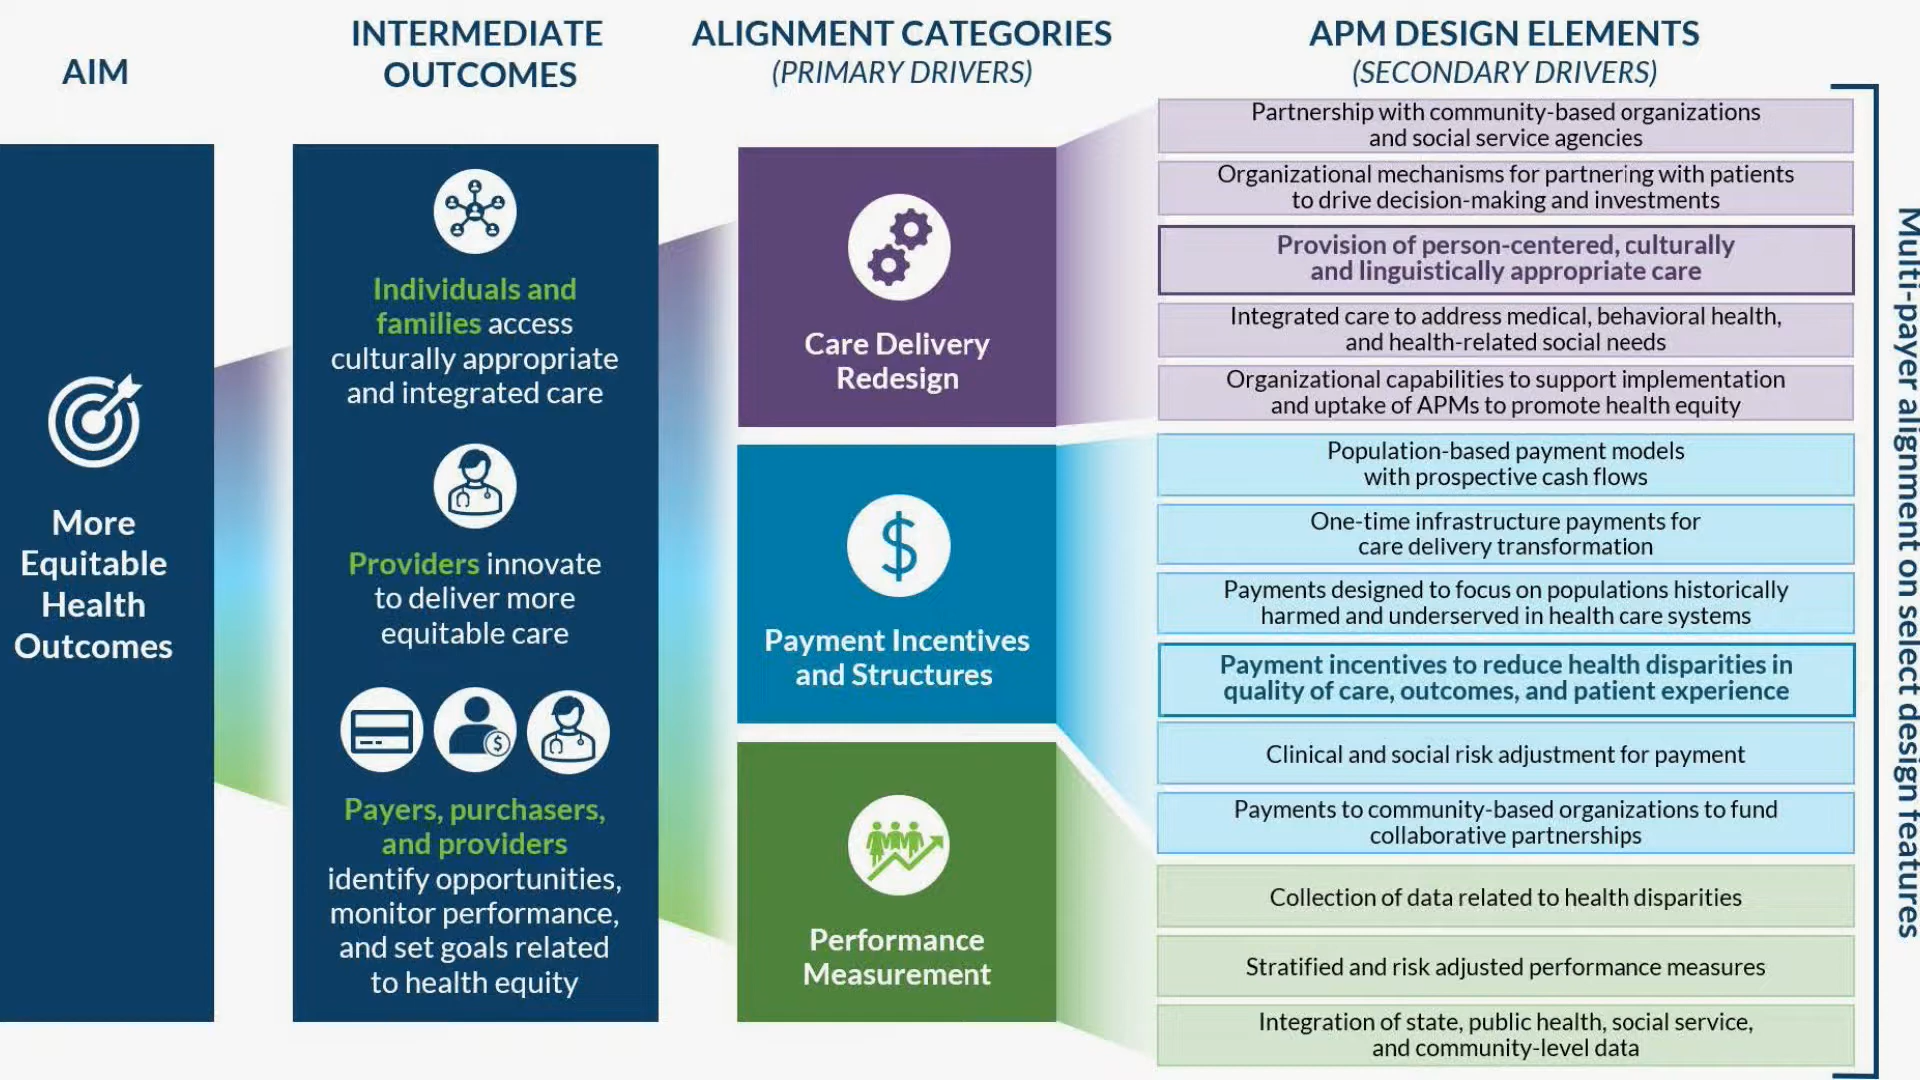 AIM
INTERMEDIATE
OUTCOMES
ALIGNMENT CATEGORIES
(PRIMARY DRIVERS)
APM DESIGN ELEMENTS
(SECONDARY DRIVERS)
More
Equitable
Health
Outcomes
Individuals and
families access
culturally appropriate
and integrated care
Providers innovate
to deliver more
equitable care
$
Payers, purchasers,
and providers
identify opportunities,
monitor performance,
and set goals related
to health equity
Care Delivery
Redesign
$
Payment Incentives
and Structures
Performance
Measurement
Partnership with community-based organizations
and social service agencies
Organizational mechanisms for partnering with patients
to drive decision-making and investments
Provision of person-centered, culturally
and linguistically appropriate care
Integrated care to address medical, behavioral health,
and health-related social needs
Organizational capabilities to support implementation
and uptake of APMs to promote health equity
Population-based payment models
with prospective cash flows
One-time infrastructure payments for
care delivery transformation
Payments designed to focus on populations historically
harmed and underserved in health care systems
Payment incentives to reduce health disparities in
quality of care, outcomes, and patient experience
Clinical and social risk adjustment for payment
Payments to community-based organizations to fund
collaborative partnerships
Collection of data related to health disparities
Stratified and risk adjusted performance measures
Integration of state, public health, social service,
and community-level data
Multi-payer alignment on select design features